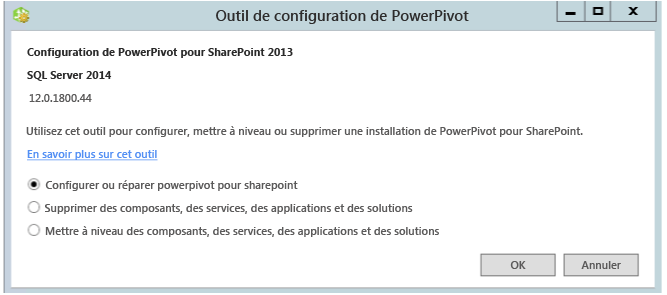 Outil de configuration de PowerPivot
Configuration de PowerPivot pour SharePoint 2013
SQL Server 2014
12.0.1800.44
Utilisez cet outil pour configurer, mettre à niveau ou supprimer une installation de PowerPivot pour SharePoint.
En savoir plus sur cet outil
Configurer ou réparer powerpivot pour sharepoint
Supprimer des composants, des services, des applications et des solutions
Mettre à niveau des composants, des services, des applications et des solutions
OK Annuler